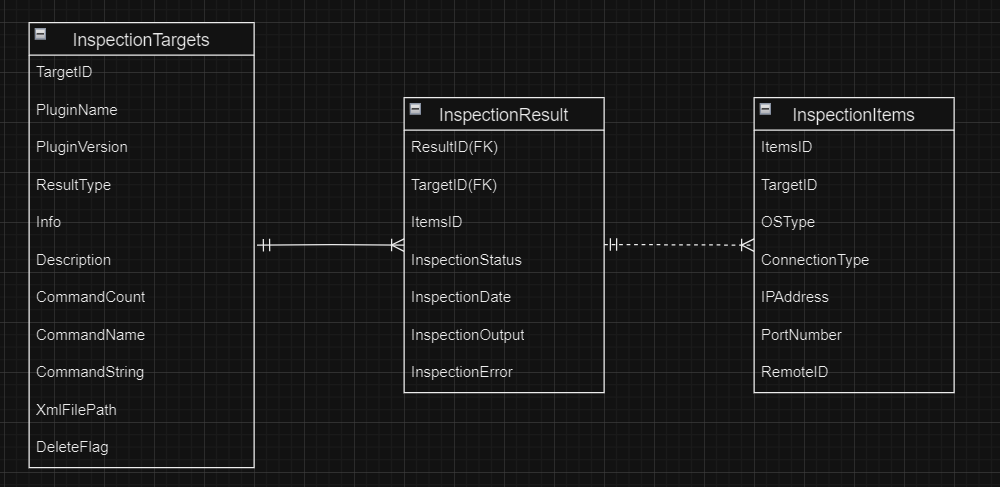 InspectionTargets
TargetID
PluginName
PluginVersion
ResultType
Info
Description
CommandCount
CommandName
CommandString
XmlFilePath
DeleteFlag
InspectionResult
ResultID(FK)
TargetID(FK)
ItemsID
InspectionStatus
InspectionDate
InspectionOutput
InspectionError
InspectionItems
ItemsID
TargetID
OSType
ConnectionType
IPAddress
PortNumber
RemoteID